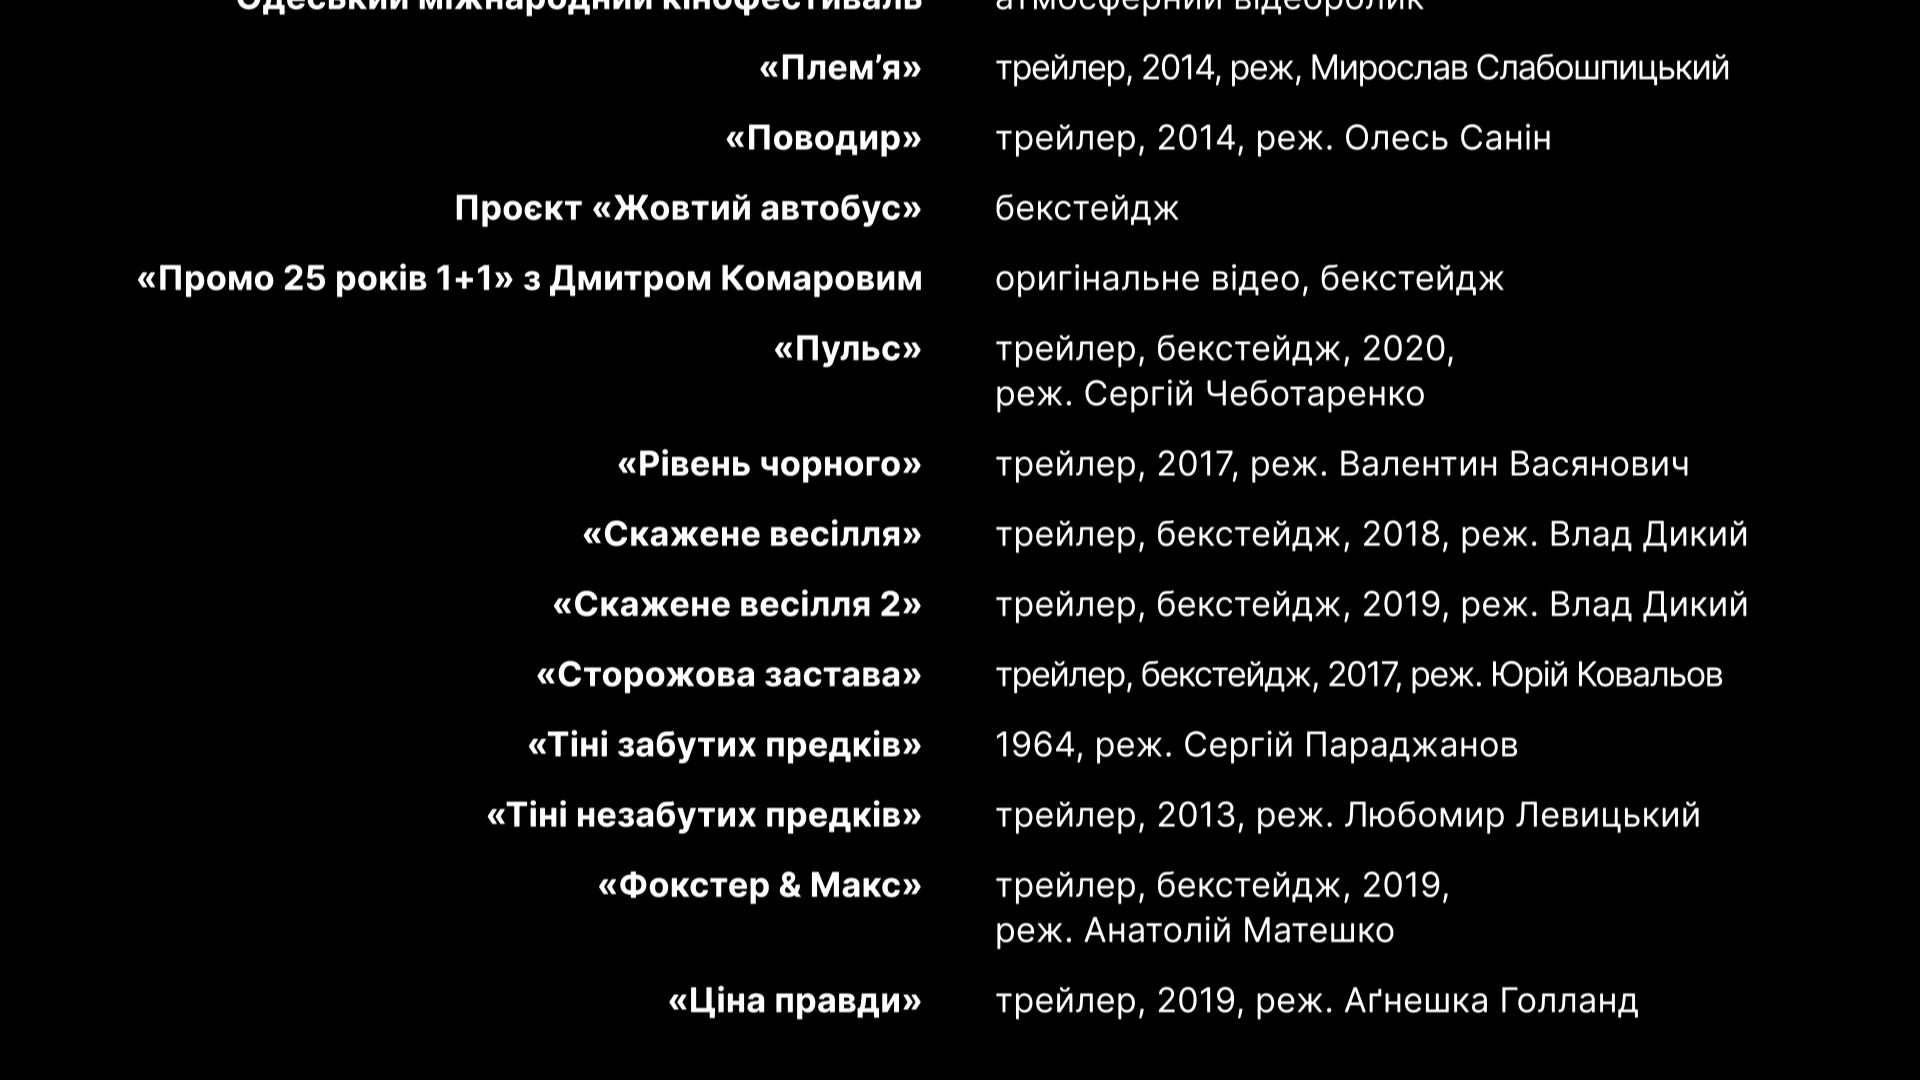 Одеський міжнародний кінофестиваль атмосферний відеоролик
«Плем’я» трейлер, 2014, реж, Мирослав Слабошпицький
«Поводир» трейлер, 2014, реж. Олесь Санін
Проєкт «Жовтий автобус» бекстейдж
«Промо 25 років 1+1» з Дмитром Комаровим оригінальне відео, бекстейдж
«Пульс» трейлер, бекстейдж, 2020,
реж. Сергій Чеботаренко
«Рівень чорного» трейлер, 2017, реж. Валентин Васянович
«Скажене весілля» трейлер, бекстейдж, 2018, реж. Влад Дикий
«Скажене весілля 2» трейлер, бекстейдж, 2019, реж. Влад Дикий
«Сторожова застава» трейлер, бекстейдж, 2017, реж. Юрій Ковальов
«Тіні забутих предків» 1964, реж. Сергій Параджанов
«Тіні незабутих предків» трейлер, 2013, реж. Любомир Левицький
«Фокстер & Макс» трейлер, бекстейдж, 2019,
реж. Анатолій Матешко
«Ціна правди» трейлер, 2019, реж. Аґнешка Голланд